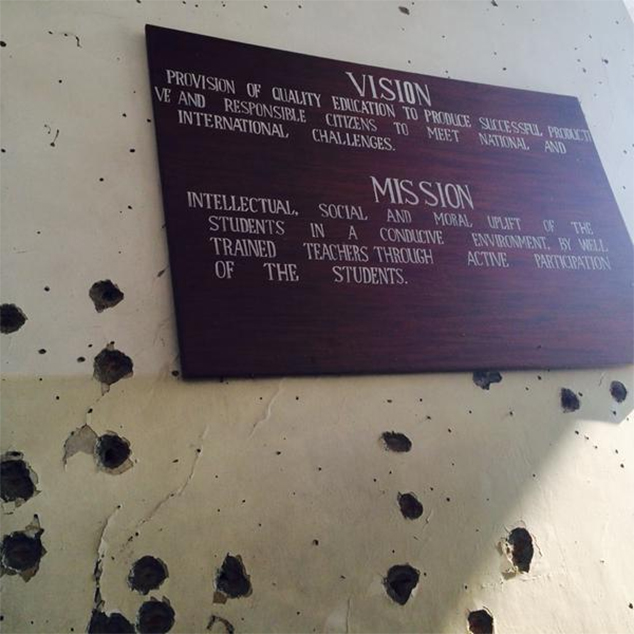 VISION
PROVISION OF QUALITY EDUCATION TO PRODUCE SUCCESSFUL PRODUCTI
VE AND RESPONSIBLE CITIZENS TO MEET NATIONAL AND
INTERNATIONAL CHALLENGES.
MISSION
INTELLECTUAL, SOCIAL AND MORAL UPLIFT OF THE
STUDENTS IN A CONDUCIVE ENVIRONMENT, BY WELL
TRAINED TEACHERS THROUGH ACTIVE PARTICIPATION
OF THE STUDENTS.